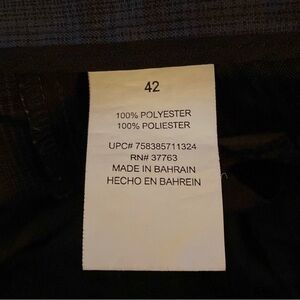 42
100% POLYESTER
100% POLIESTER
UPC# 758385711324
RN# 37763
MADE IN BAHRAIN
HECHO EN BAHREIN